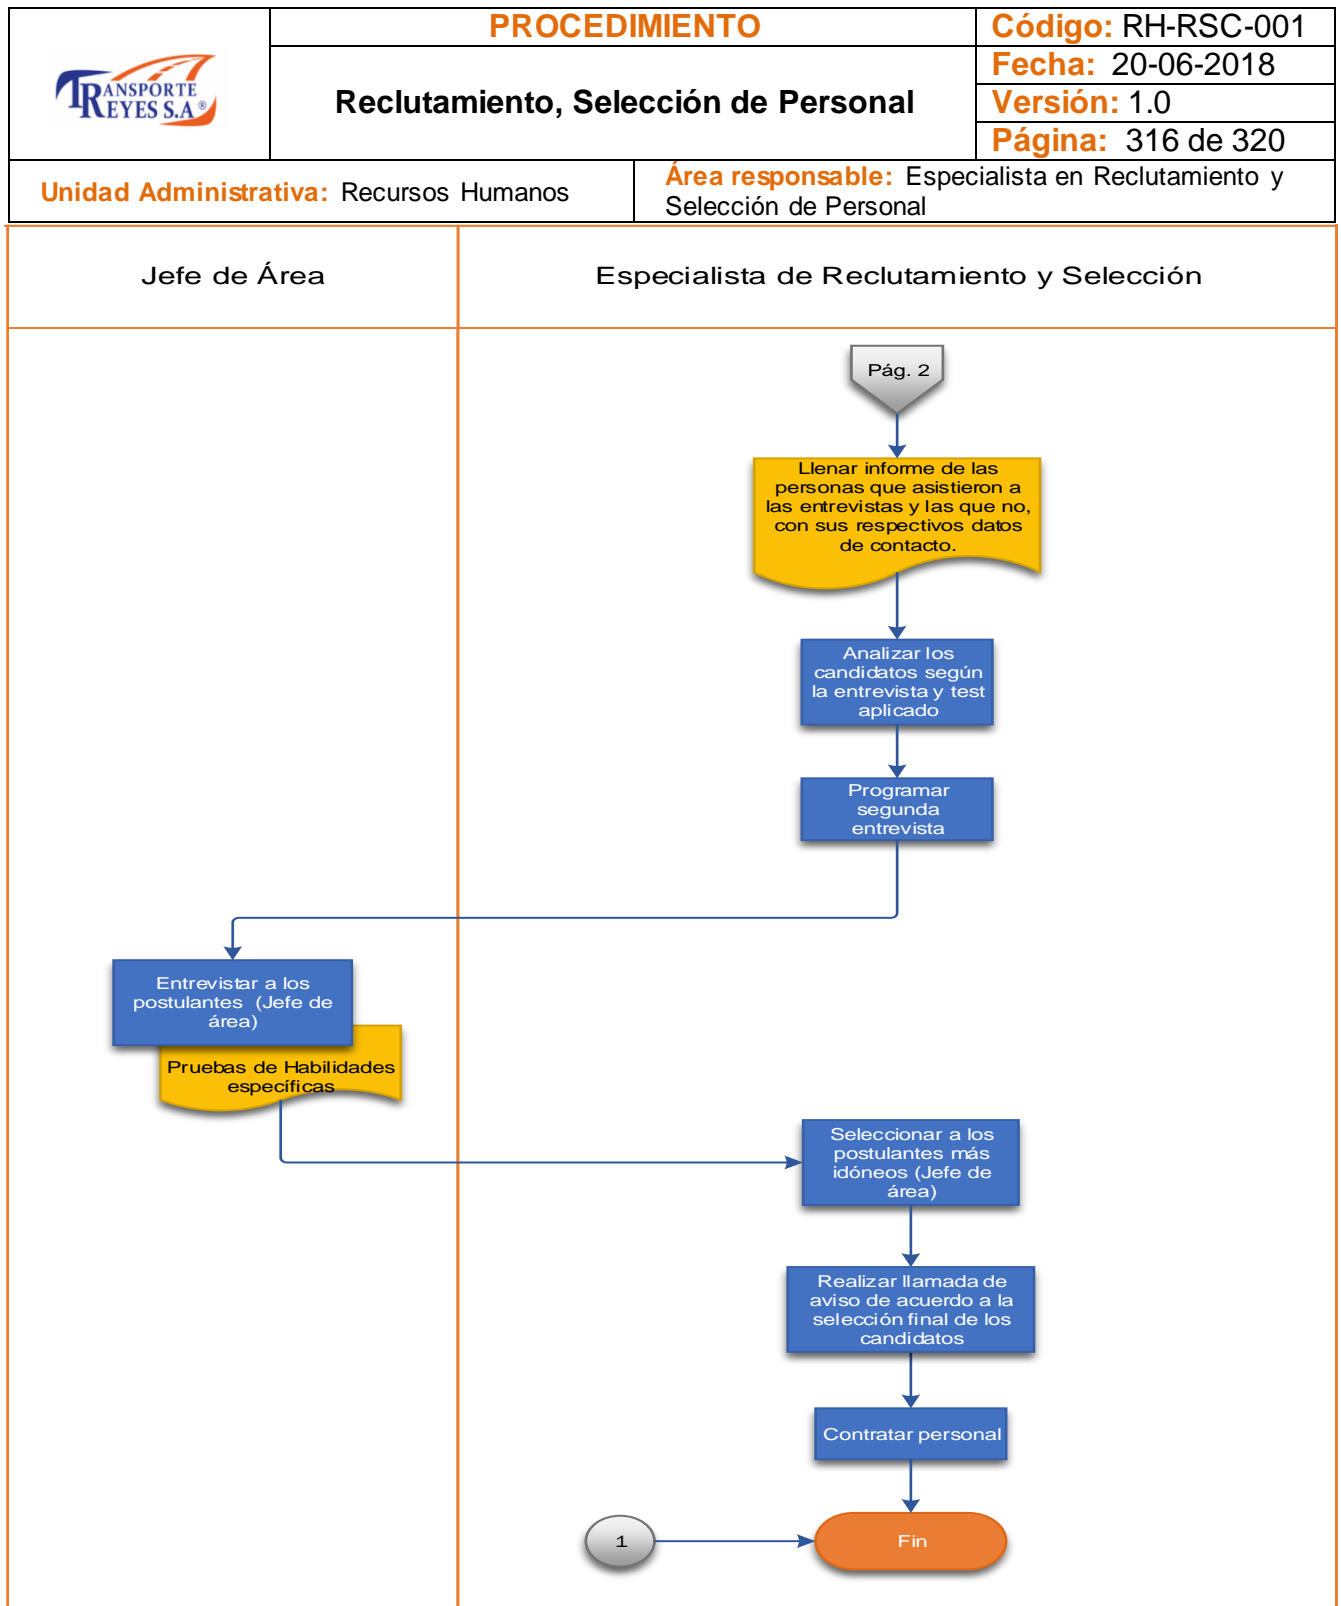 TRANSPORTE
REYES S.A®
PROCEDIMIENTO
Reclutamiento, Selección de Personal
Código: RH-RSC-001
Fecha: 20-06-2018
Versión: 1.0
Página: 316 de 320
Unidad Administrativa: Recursos Humanos
Área responsable: Especialista en Reclutamiento y
Selección de Personal
Jefe de Área
Especialista de Reclutamiento y Selección
Pág. 2
Llenar informe de las
personas que asistieron a
las entrevistas y las que no,
con sus respectivos datos
de contacto.
Analizar los
candidatos según
la entrevista y test
aplicado
Programar
segunda
entrevista
Entrevistar a los
postulantes (Jefe de
área)
Pruebas de Habilidades
específicas
Seleccionar a los
postulantes más
idóneos (Jefe de
área)
Realizar llamada de
aviso de acuerdo a la
selección final de los
candidatos
Contratar personal
1
Fin